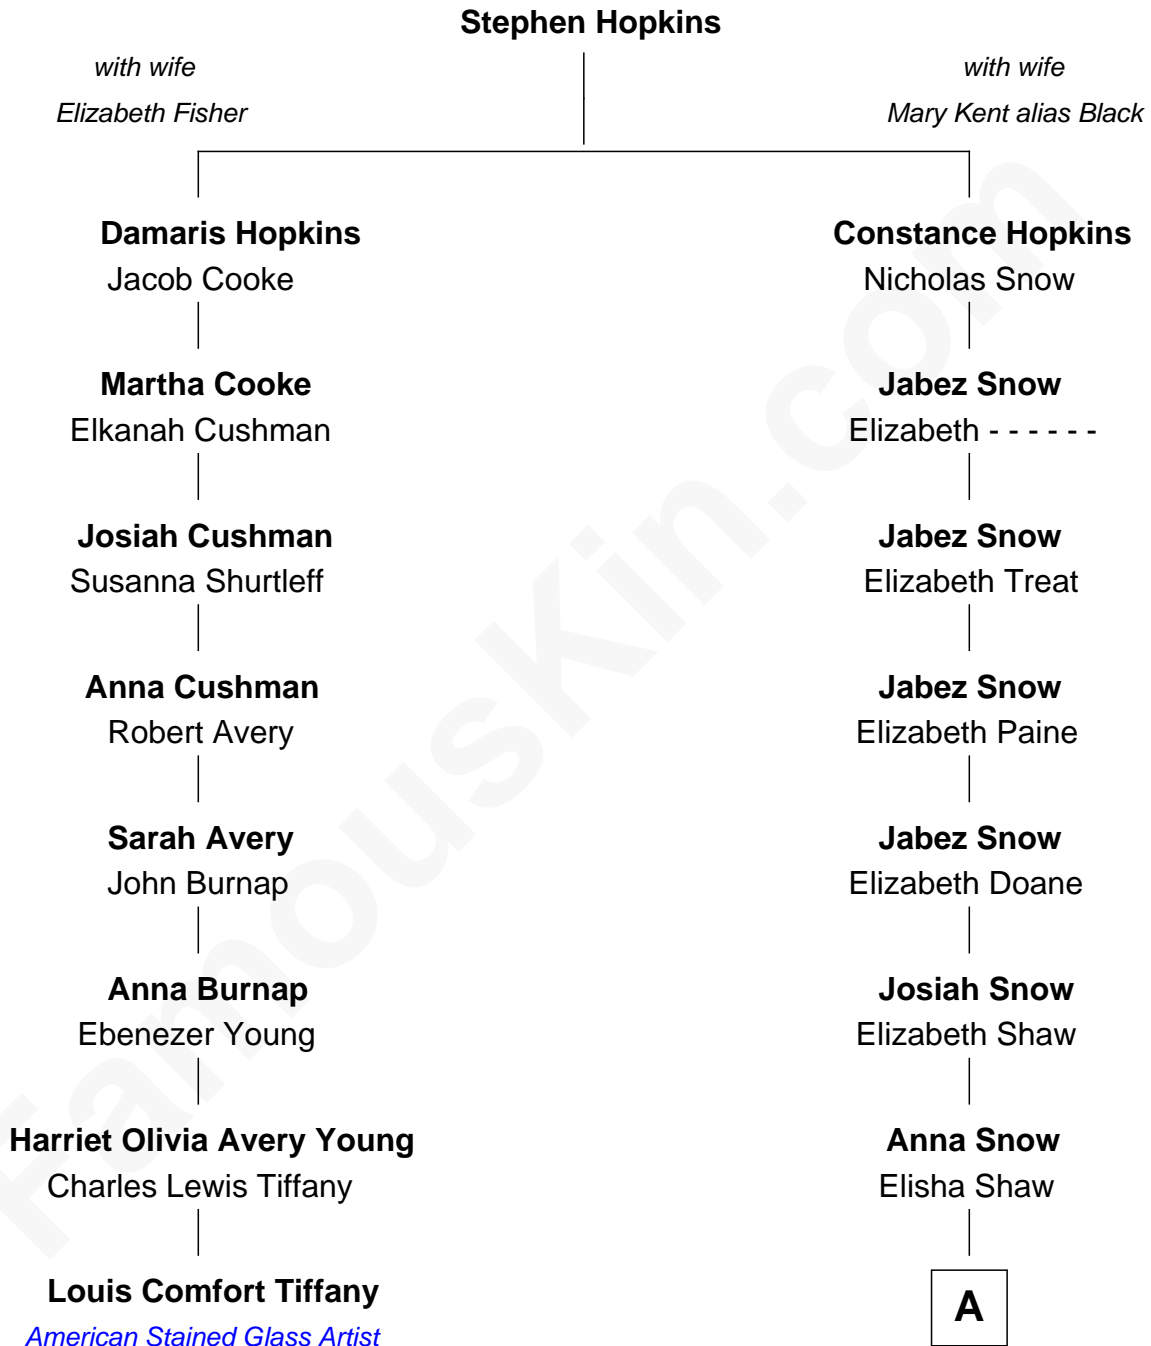 Stephen Hopkins
with wife
Elizabeth Fisher
with wife
Mary Kent alias Black
Damaris Hopkins
Jacob Cooke
Constance Hopkins
Nicholas Snow
Martha Cooke
Elkanah Cushman
Jabez Snow
Elizabeth - - - - - -
Josiah Cushman
Susanna Shurtleff
Jabez Snow
Elizabeth Treat
Anna Cushman
Robert Avery
Jabez Snow
Elizabeth Paine
Sarah Avery
John Burnap
Jabez Snow
Elizabeth Doane
Anna Burnap
Ebenezer Young
Josiah Snow
Elizabeth Shaw
Harriet Olivia Avery Young
Charles Lewis Tiffany
Anna Snow
Elisha Shaw
Louis Comfort Tiffany
American Stained Glass Artist
A
FamousKin.com